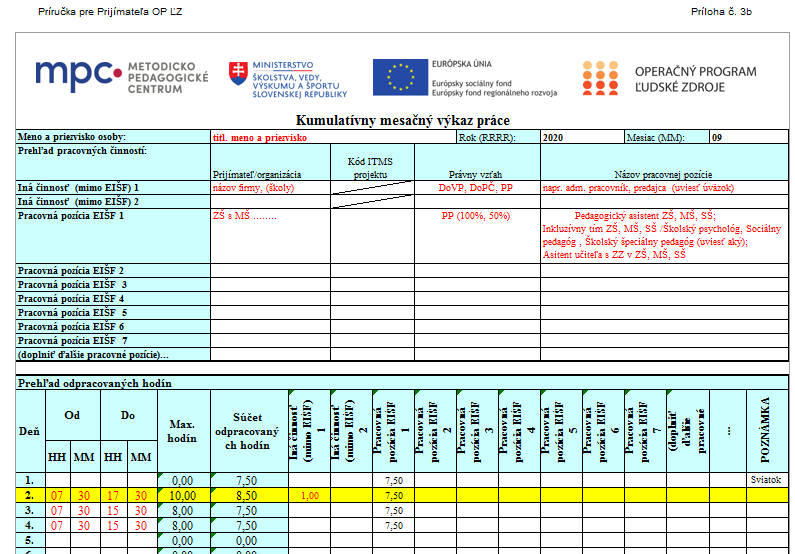 Príručka pre Prijímateľa OP ĽZ Príloha č. 3b
mpc METODICKO PEDAGOGICKÉ CENTRUM
MINISTERSTVO ŠKOLSTVA, VEDY, VÝSKUMU A ŠPORTU SLOVENSKEJ REPUBLIKY
EURÓPSKA ÚNIA
Európsky sociálny fond
Európsky fond regionálneho rozvoja
OPERAČNÝ PROGRAM
ĽUDSKÉ ZDROJE
Kumulatívny mesačný výkaz práce
Meno a priezvisko osoby: titl. meno a priezvisko Rok (RRRR): 2020 Mesiac (MM): 09
Prehľad pracovných činností: Prijímateľ/organizácia Kód ITMS projektu Právny vzťah Názov pracovnej pozície
Iná činnosť (mimo EIŠF) 1 názov firmy, (školy) DoVP, DoPČ, PP napr. adm. pracovník, predajca (uviesť úväzok)
Iná činnosť (mimo EIŠF) 2
Pracovná pozícia EIŠF 1 ZŠ s MŠ ........ PP (100%, 50%) Pedagogický asistent ZŠ, MŠ, SŠ;
Inkluzívny tím ZŠ, MŠ, SŠ /Školský psychológ, Sociálny
pedagóg , Školský špeciálny pedagóg (uviesť aký);
Asitent učiteľa s ZZ v ZŠ, MŠ, SŠ
Pracovná pozícia EIŠF 2
Pracovná pozícia EIŠF 3
Pracovná pozícia EIŠF 4
Pracovná pozícia EIŠF 5
Pracovná pozícia EIŠF 6
Pracovná pozícia EIŠF 7
(doplniť ďalšie pracovné pozície)...
Prehľad odpracovaných hodín
Deň Od Do Max. hodín Súčet odpracovaný ch hodín Iná činnosť (mimo EIŠF) 1 Iná činnosť (mimo EIŠF) 2 Pracovná pozícia EIŠF 1 Pracovná pozícia EIŠF 2 Pracovná pozícia EIŠF 3 Pracovná pozícia EIŠF 4 Pracovná pozícia EIŠF 5 Pracovná pozícia EIŠF 6 Pracovná pozícia EIŠF 7 (doplniť ďalšie pracovné ... POZNÁMKA
HH MM HH MM
1. 0,00 7,50 7,50 Sviatok
2. 07 30 17 30 10,00 8,50 1,00 7,50
3. 07 30 15 30 8,00 7,50 7,50
4. 07 30 15 30 8,00 7,50 7,50
5. 0,00 0,00